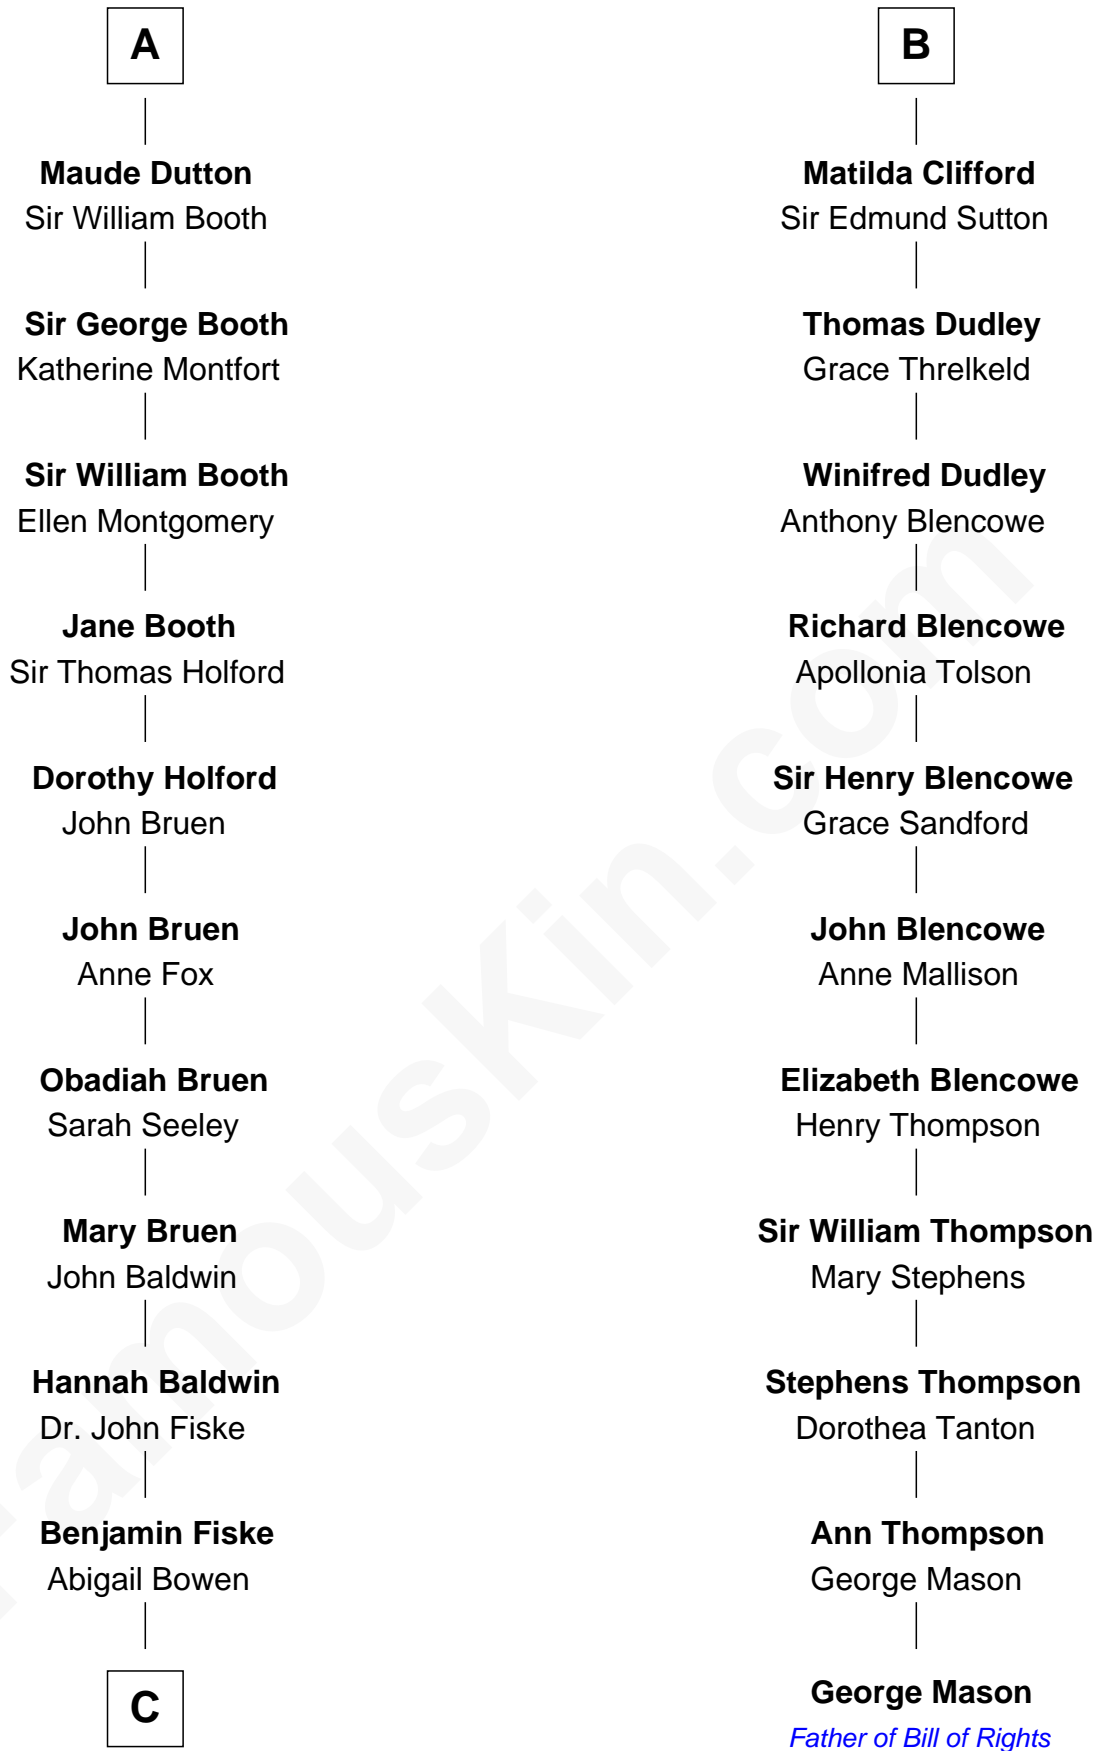 A
Maude Dutton
Sir William Booth
Sir George Booth
Katherine Montfort
Sir William Booth
Ellen Montgomery
Jane Booth
Sir Thomas Holford
Dorothy Holford
John Bruen
John Bruen
Anne Fox
Obadiah Bruen
Sarah Seeley
Mary Bruen
John Baldwin
Hannah Baldwin
Dr. John Fiske
Benjamin Fiske
Abigail Bowen
C
B
Matilda Clifford
Sir Edmund Sutton
Thomas Dudley
Grace Threlkeld
Winifred Dudley
Anthony Blencowe
Richard Blencowe
Apollonia Tolson
Sir Henry Blencowe
Grace Sandford
John Blencowe
Anne Mallison
Elizabeth Blencowe
Henry Thompson
Sir William Thompson
Mary Stephens
Stephens Thompson
Dorothea Tanton
Ann Thompson
George Mason
George Mason
Father of Bill of Rights
FamousKin.com